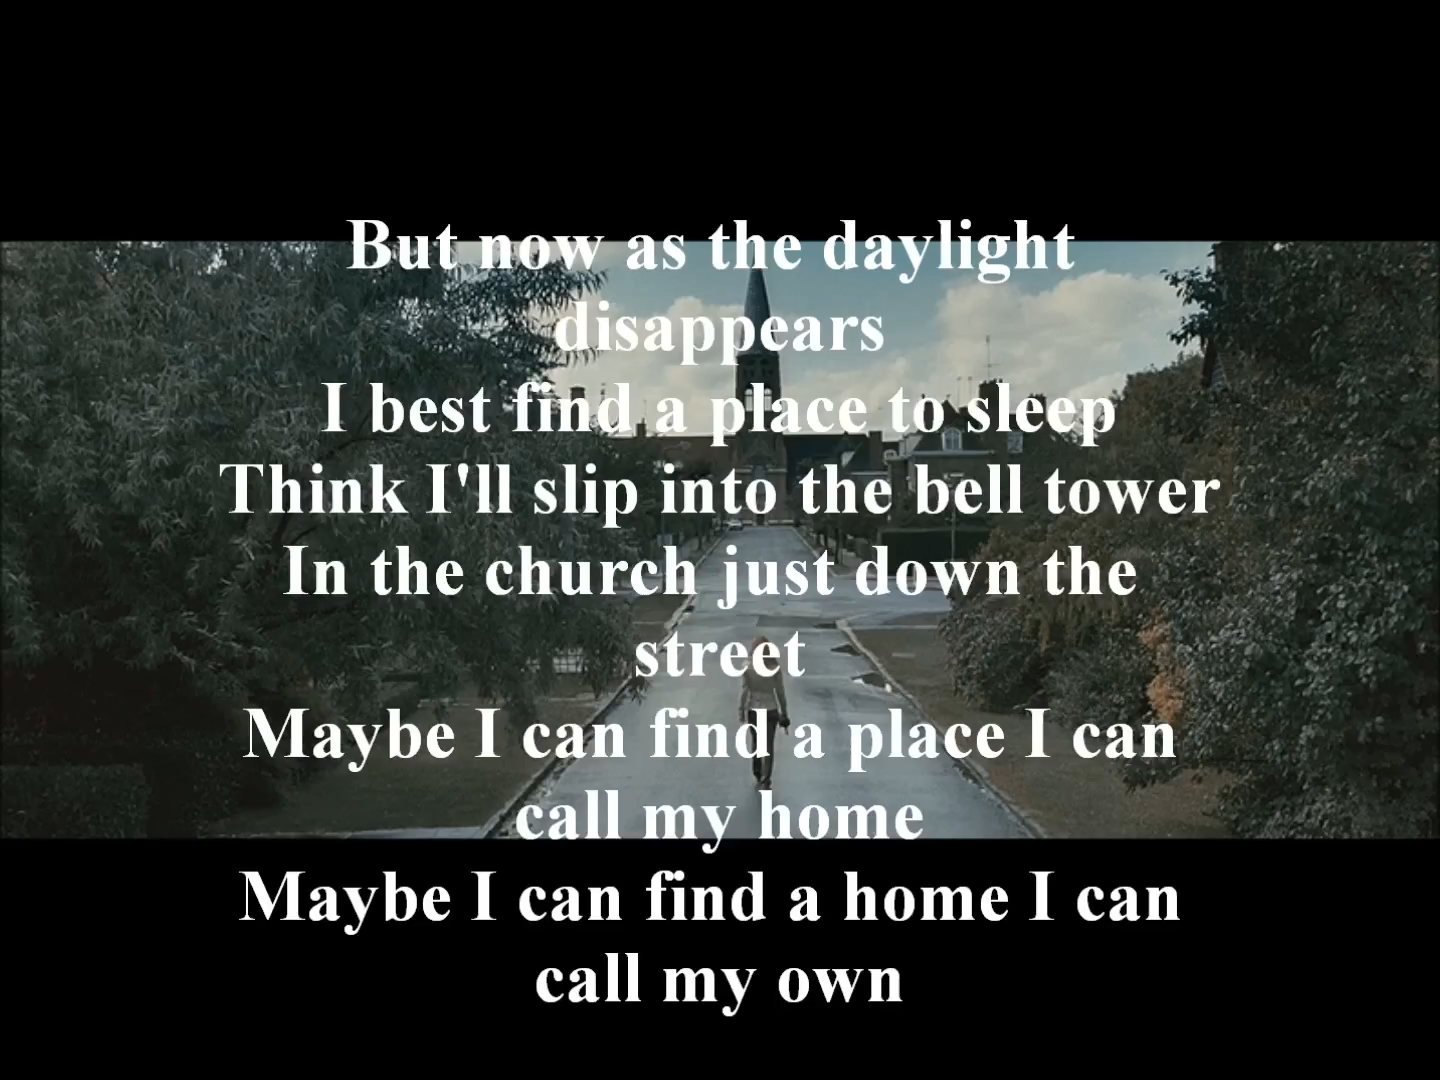 But now as the daylight
disappears
I best find a place to sleep
Think I'll slip into the bell tower
In the church just down the
street
Maybe I can find a place I can
call my home
Maybe I can find a home I can
call my own